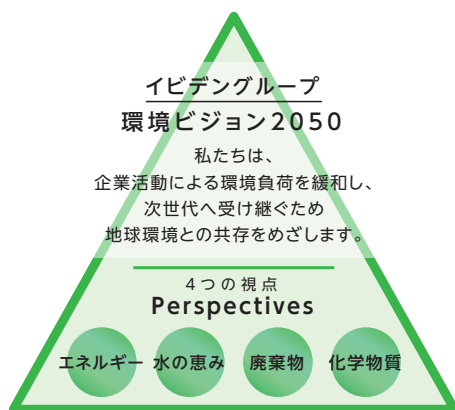 イビデングループ
環境ビジョン2050
私たちは、
企業活動による環境負荷を緩和し、
次世代へ受け継ぐため
地球環境との共存をめざします。
4つの視点
Perspectives
エネルギー 水の恵み 廃棄物 化学物質